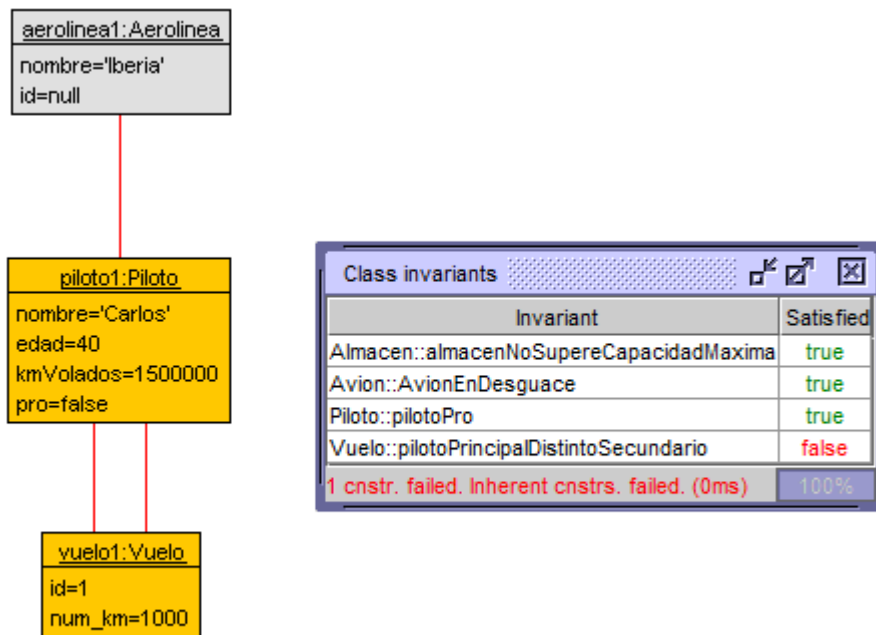 aerolinea1:Aerolinea
nombre='Iberia'
id=null
piloto1:Piloto
nombre='Carlos'
edad=40
kmVolados=1500000
pro=false
vuelo1:Vuelo
id=1
num_km=1000
Class invariants
Invariant Satisfied
Almacen::almacenNoSupereCapacidadMaxima true
Avion::AvionEnDesguace true
Piloto::pilotoPro true
Vuelo::pilotoPrincipalDistintoSecundario false
1 cnstr. failed. Inherent cnstrs. failed. (0ms) 100%